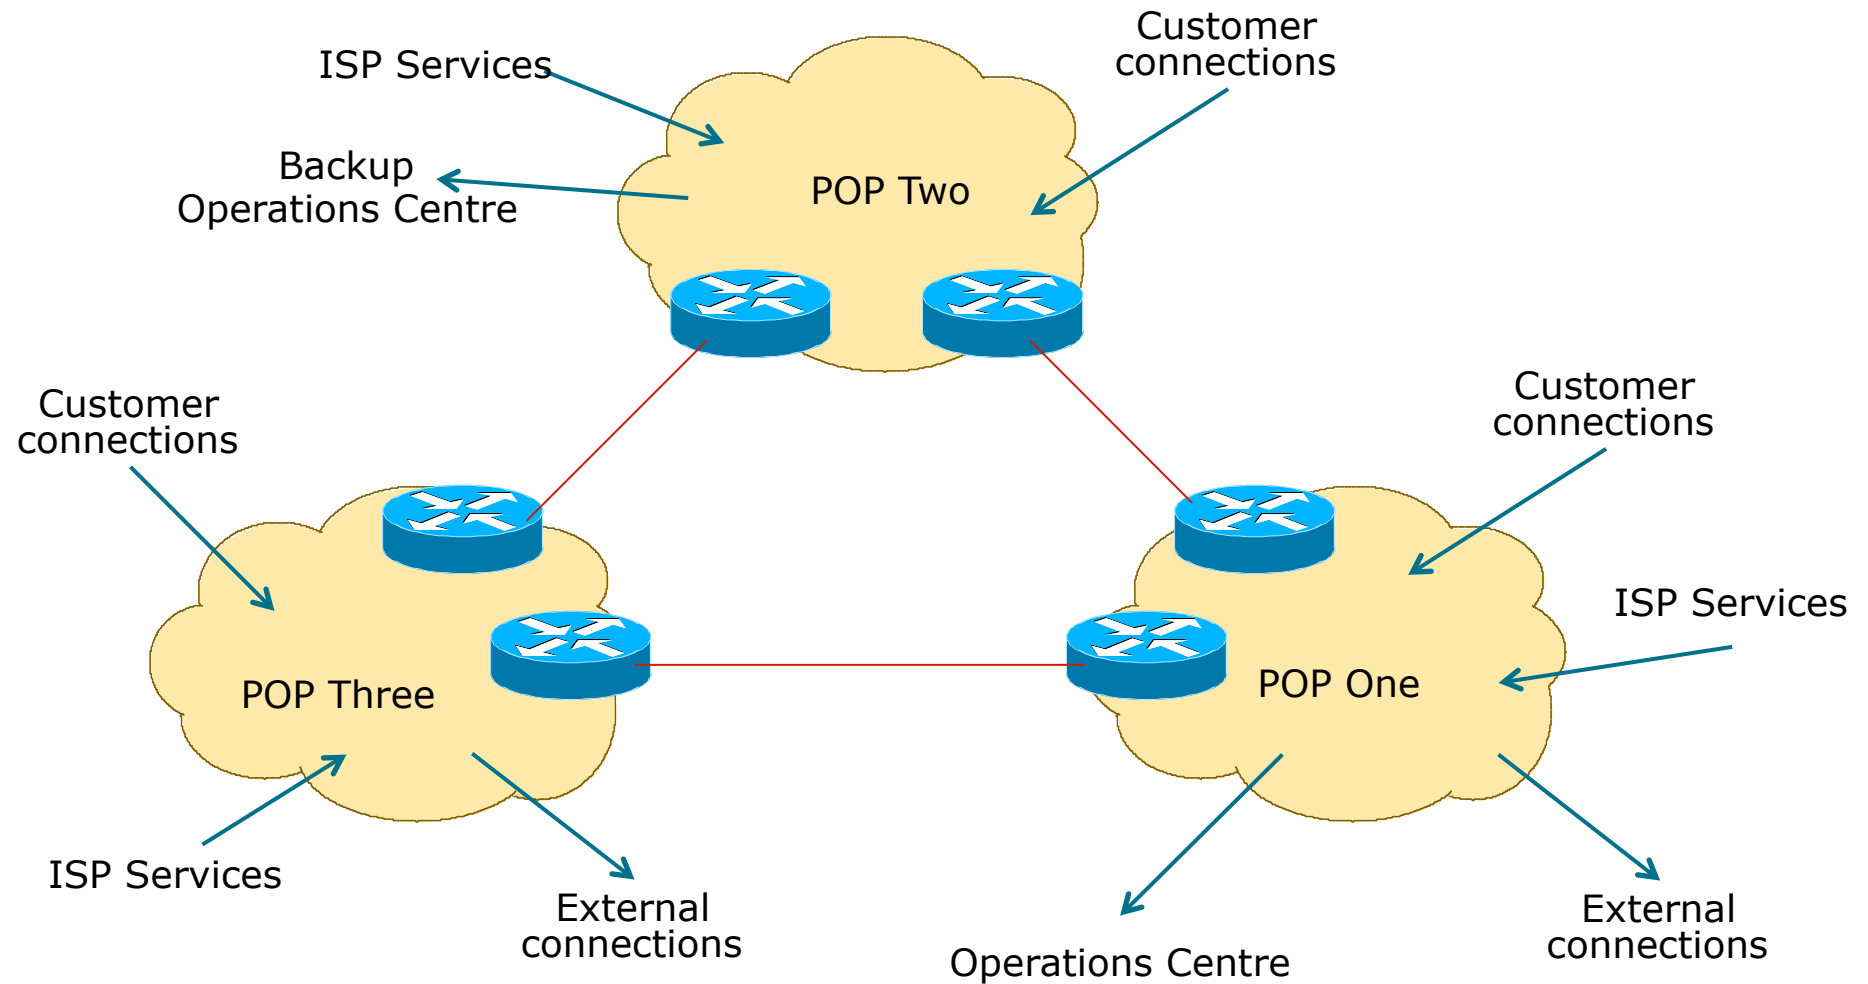 Customer
connections
ISP Services
Backup
Operations Centre
POP Two
Customer
connections
Customer
connections
ISP Services
POP Three
POP One
ISP Services
External
connections
Operations Centre
External
connections